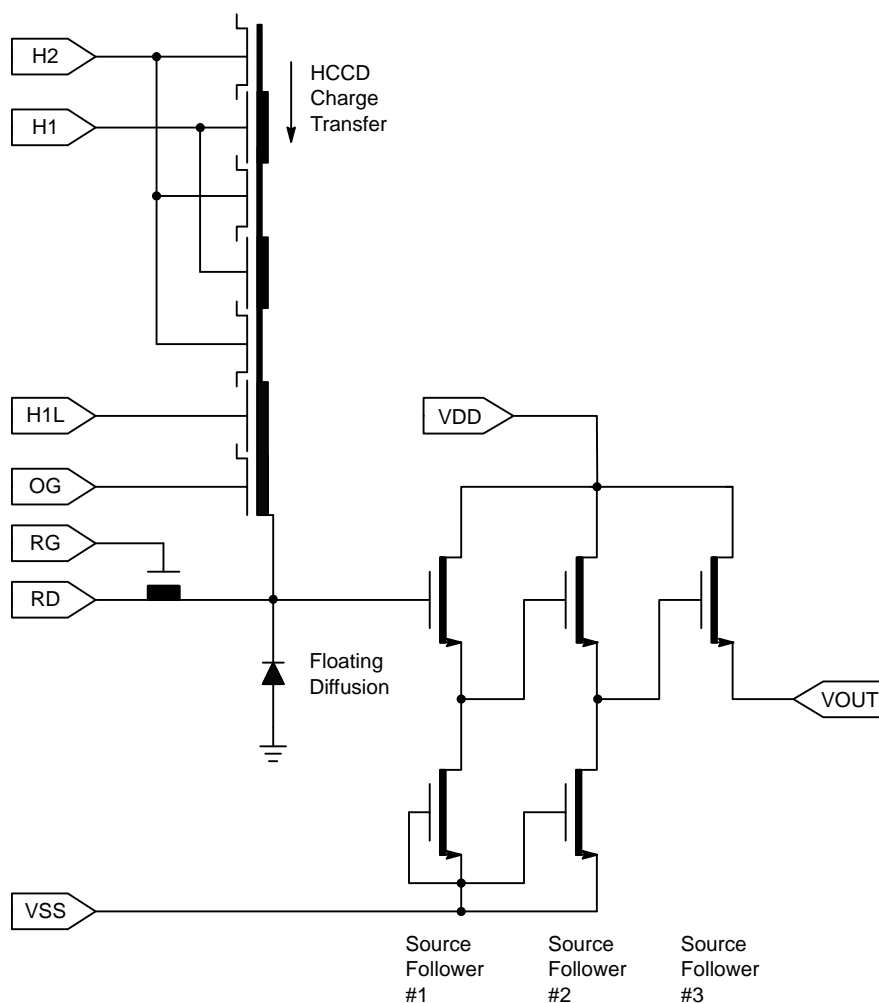 H2
HCCD
Charge
Transfer
H1
H1L
VDD
OG
RG
RD
Floating
Diffusion
VOUT
VSS
Source
Follower
#1
Source
Follower
#2
Source
Follower
#3